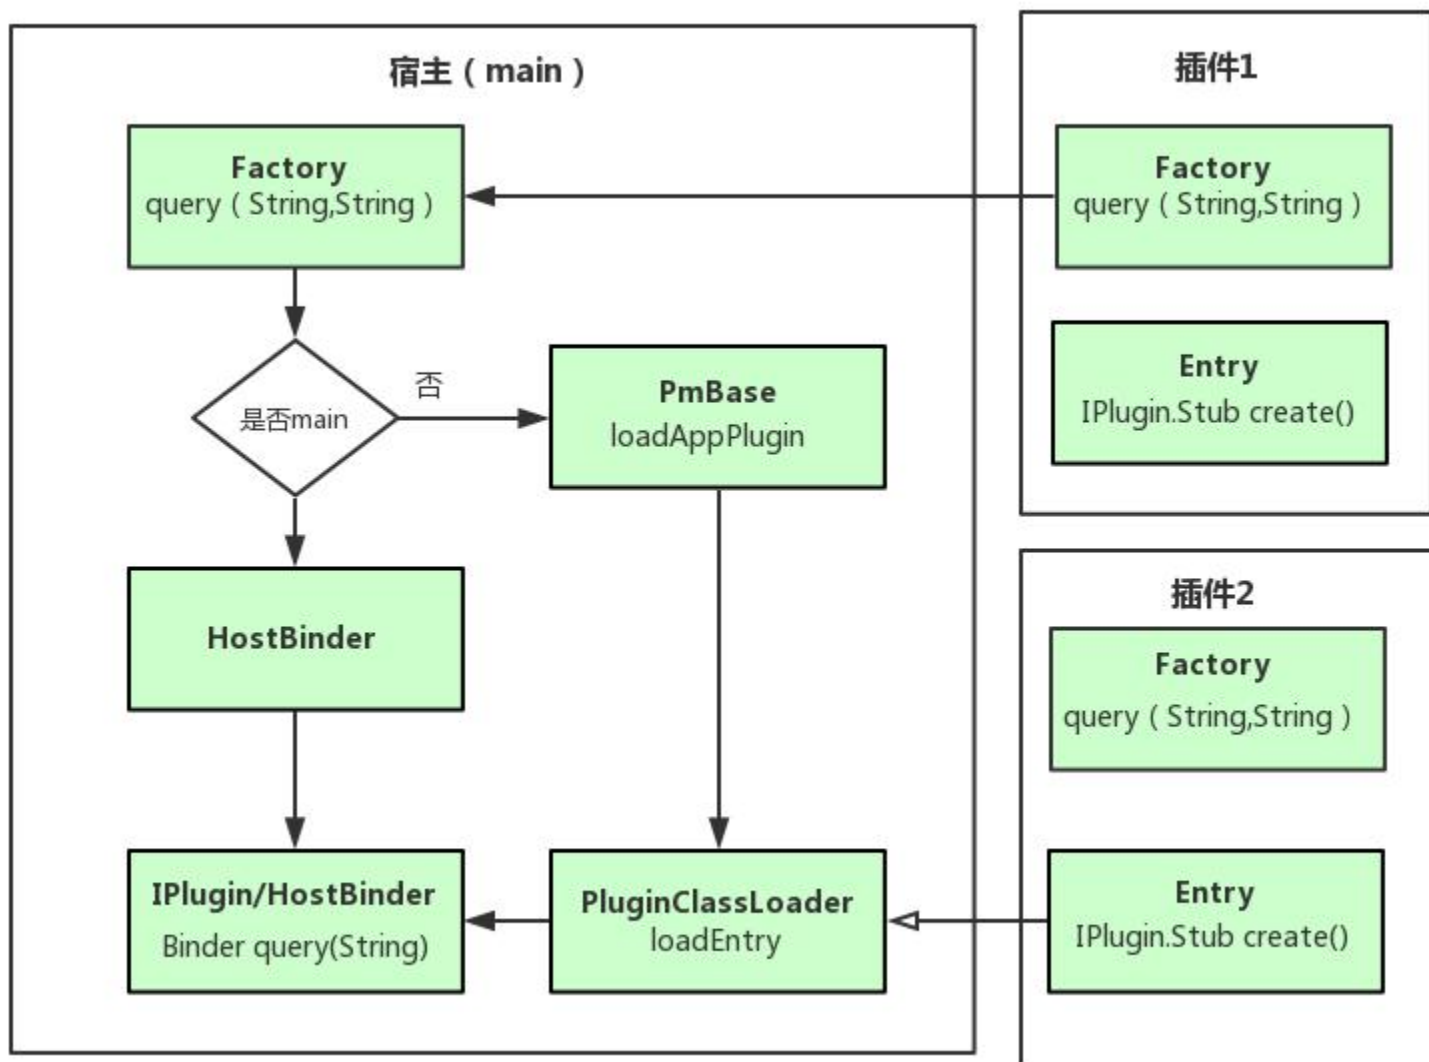 宿主（main）
Factory
query（String,String）
是否main
否
PmBase
loadAppPlugin
HostBinder
IPlugin/HostBinder
Binder query(String)
PluginClassLoader
loadEntry
插件1
Factory
query（String,String）
Entry
IPlugin.Stub create()
插件2
Factory
query（String,String）
Entry
IPlugin.Stub create()